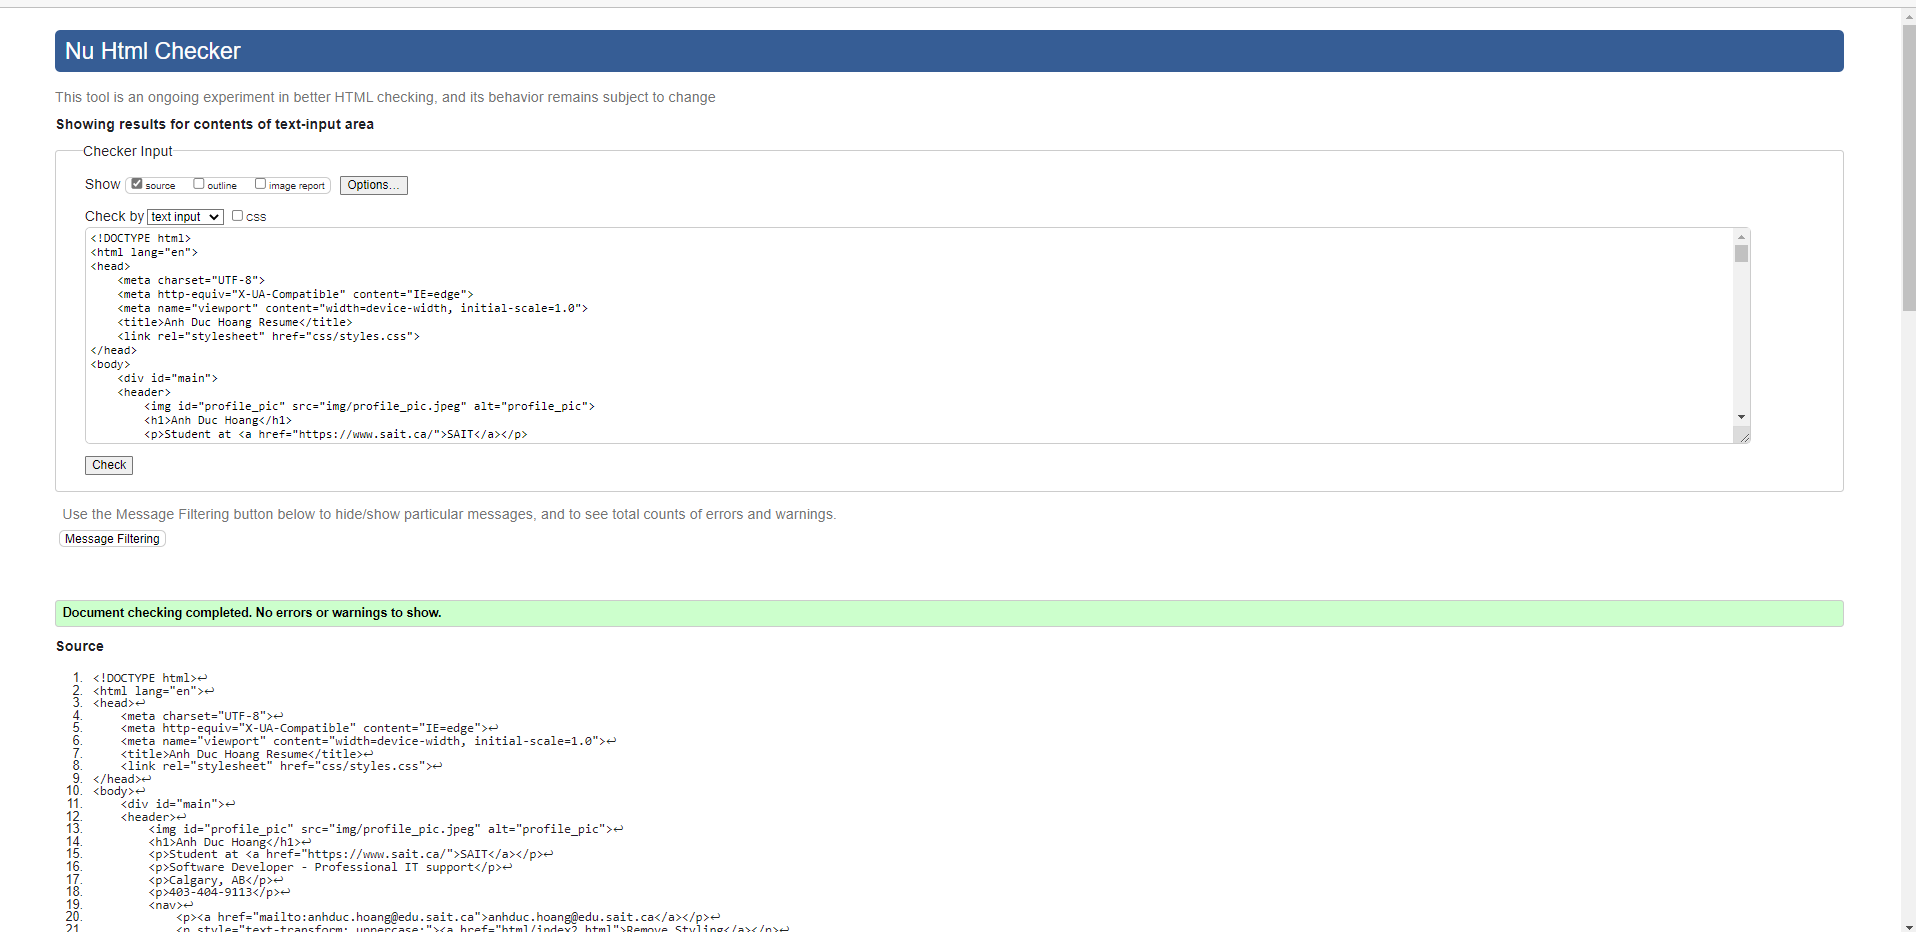 Nu Html Checker
This tool is an ongoing experiment in better HTML checking, and its behavior remains subject to change
Showing results for contents of text-input area
Checker Input
Show source outline image report Options...
Check by text input css
<!DOCTYPE html>
<html lang="en">
<head>
    <meta charset="UTF-8">
    <meta http-equiv="X-UA-Compatible" content="IE=edge">
    <meta name="viewport" content="width=device-width, initial-scale=1.0">
    <title>Anh Duc Hoang Resume</title>
    <link rel="stylesheet" href="css/styles.css">
</head>
<body>
    <div id="main">
    <header>
        <img id="profile_pic" src="img/profile_pic.jpeg" alt="profile_pic">
        <h1>Anh Duc Hoang</h1>
        <p>Student at <a href="https://www.sait.ca/">SAIT</a></p>
Check
Use the Message Filtering button below to hide/show particular messages, and to see total counts of errors and warnings.
Message Filtering
Document checking completed. No errors or warnings to show.
Source
1. <!DOCTYPE html>↩
2. <html lang="en">↩
3. <head>↩
4.     <meta charset="UTF-8">↩
5.     <meta http-equiv="X-UA-Compatible" content="IE=edge">↩
6.     <meta name="viewport" content="width=device-width, initial-scale=1.0">↩
7.     <title>Anh Duc Hoang Resume</title>↩
8.     <link rel="stylesheet" href="css/styles.css">↩
9. </head>↩
10. <body>↩
11.     <div id="main">↩
12.     <header>↩
13.         <img id="profile_pic" src="img/profile_pic.jpeg" alt="profile_pic">↩
14.         <h1>Anh Duc Hoang</h1>↩
15.         <p>Student at <a href="https://www.sait.ca/">SAIT</a></p>↩
16.         <p>Software Developer - Professional IT support</p>↩
17.         <p>Calgary, AB</p>↩
18.         <p>403-404-9113</p>↩
19.         <nav>↩
20.             <p><a href="mailto:anhduc.hoang@edu.sait.ca">anhduc.hoang@edu.sait.ca</a></p>↩
21.             <p style="text-transform: uppercase;"><a href="html/index2.html">Remove Styling</a></p>↩